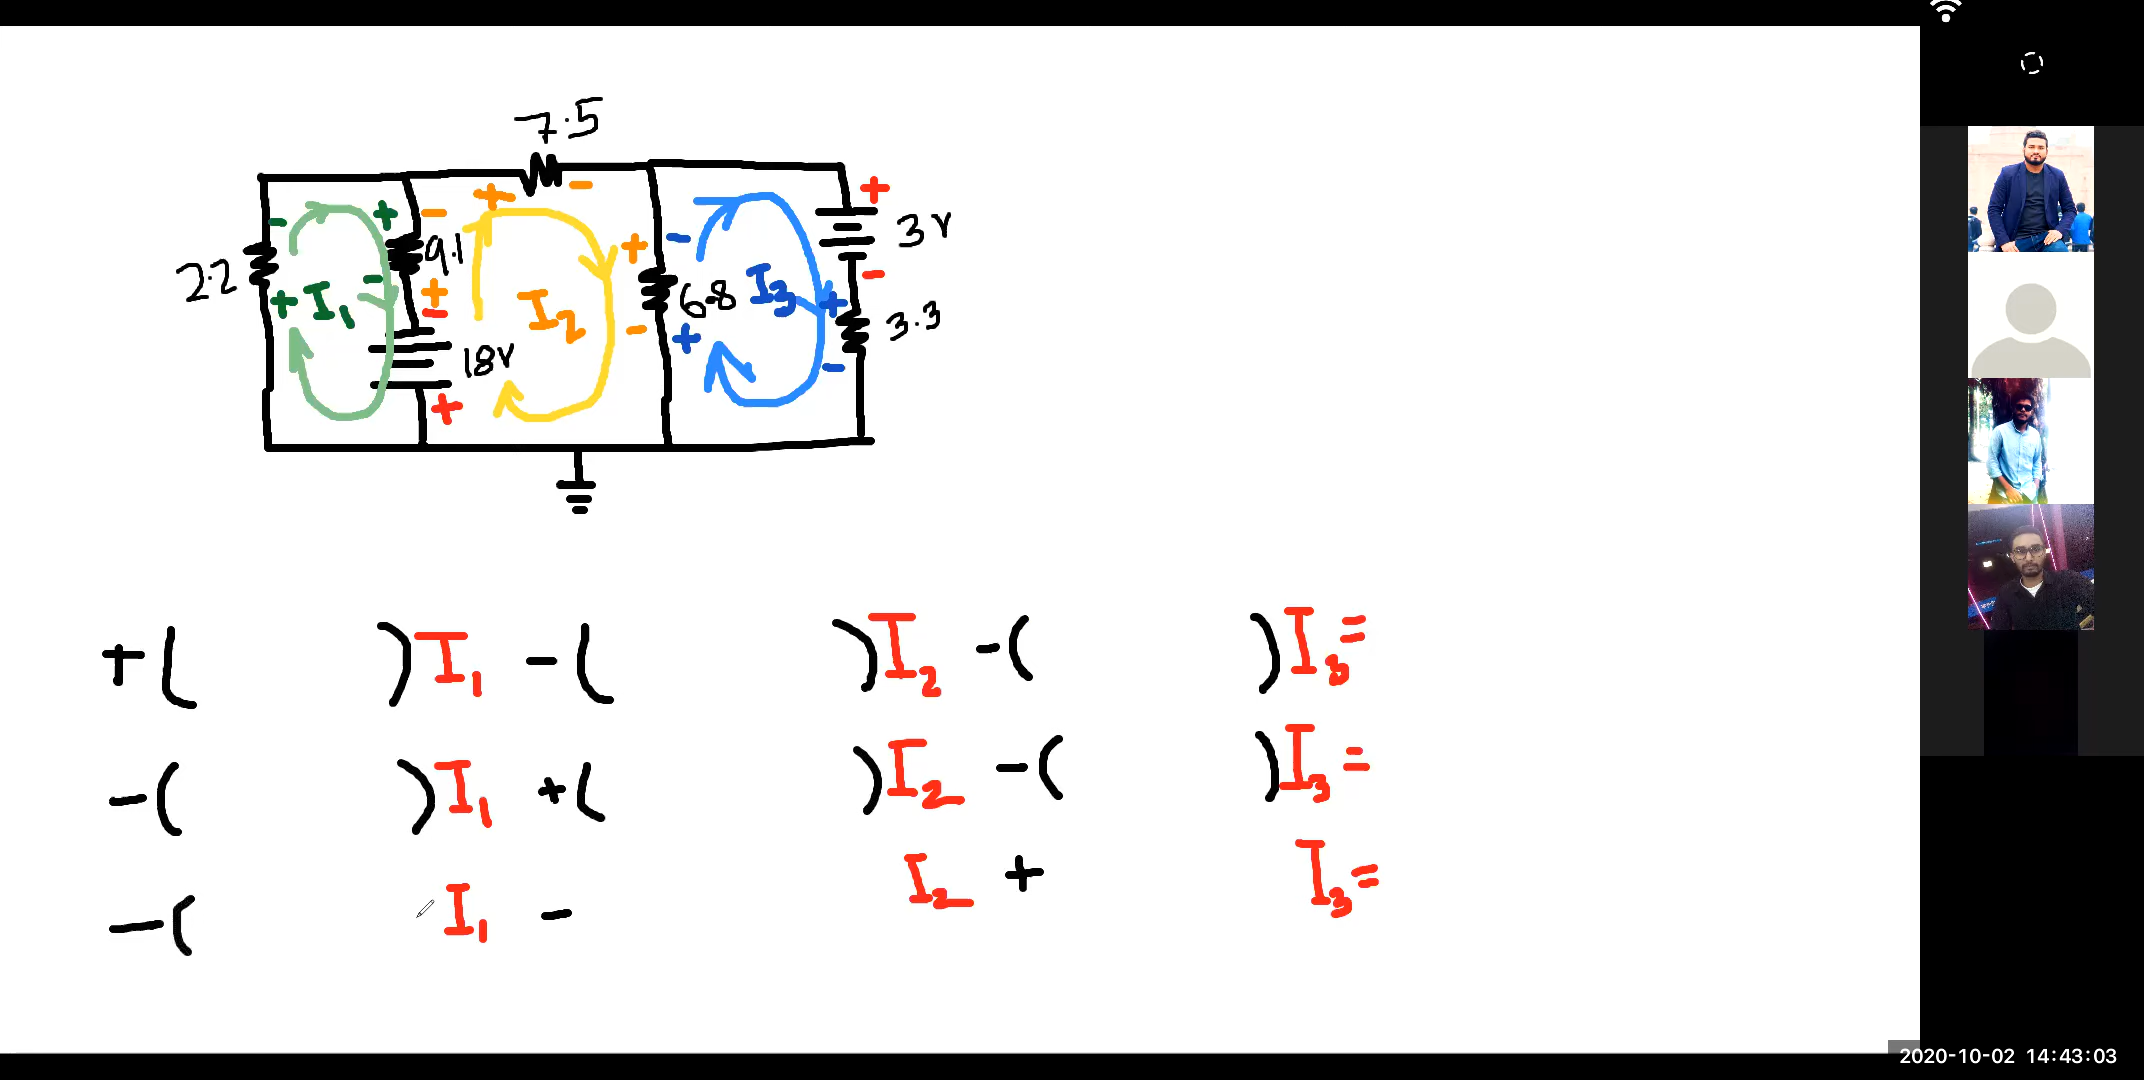 7.5
+ -
- + - + - + - +
2.2 9.1 3V
+ I₁ - + - I₂ - 6.8 + I₃ + - 3.3
18V
+
+( )I₁ -( )I₂ -( )I₃=
-( )I₁ +( )I₂ -( )I₃=
-( I₁ - I₂ + I₃=
2020-10-02 14:43:03